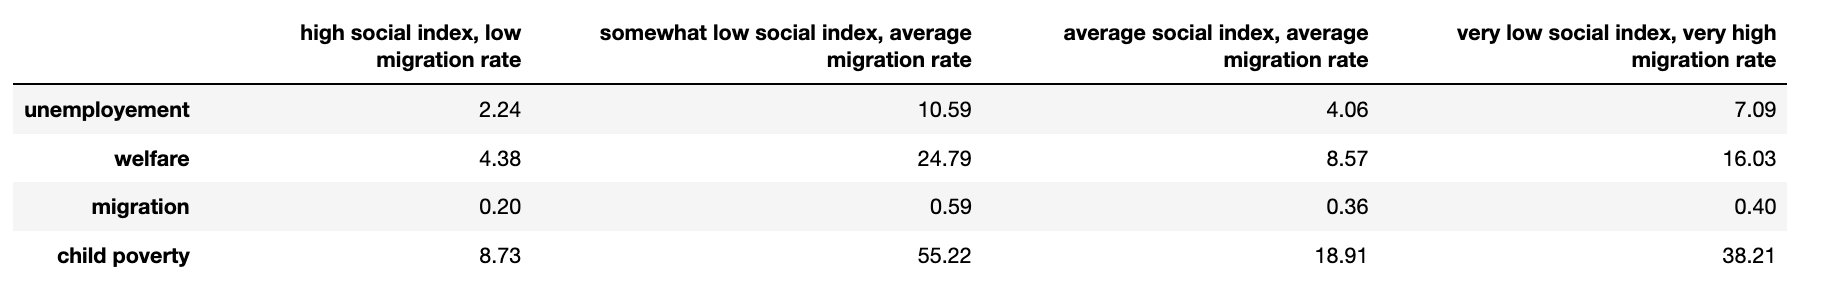 high social index, low somewhat low social index, average average social index, average very low social index, very high
migration rate migration rate migration rate migration rate
unemployement 2.24 10.59 4.06 7.09
welfare 4.38 24.79 8.57 16.03
migration 0.20 0.59 0.36 0.40
child poverty 8.73 55.22 18.91 38.21